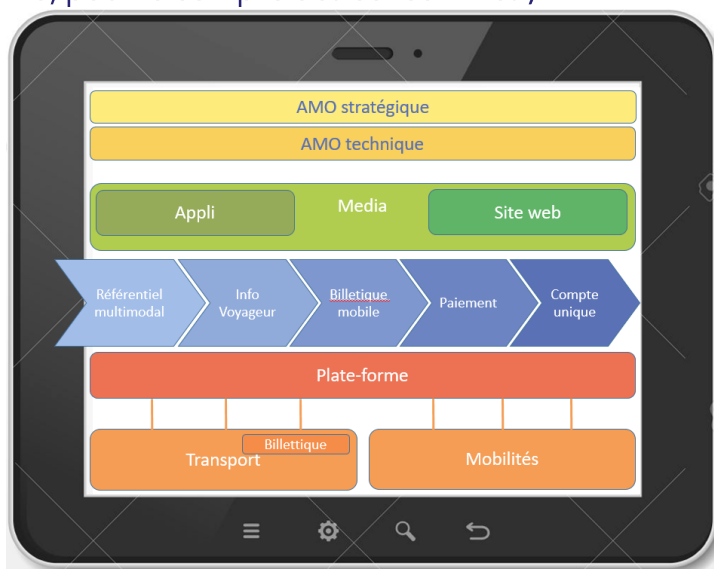 AMO stratégique
AMO technique
Media
Appli
Site web
Référentiel
multimodal
Info
Voyageur
Billetique
mobile
Paiement
Compte
unique
Plate-forme
Billettique
Transport
Mobilités